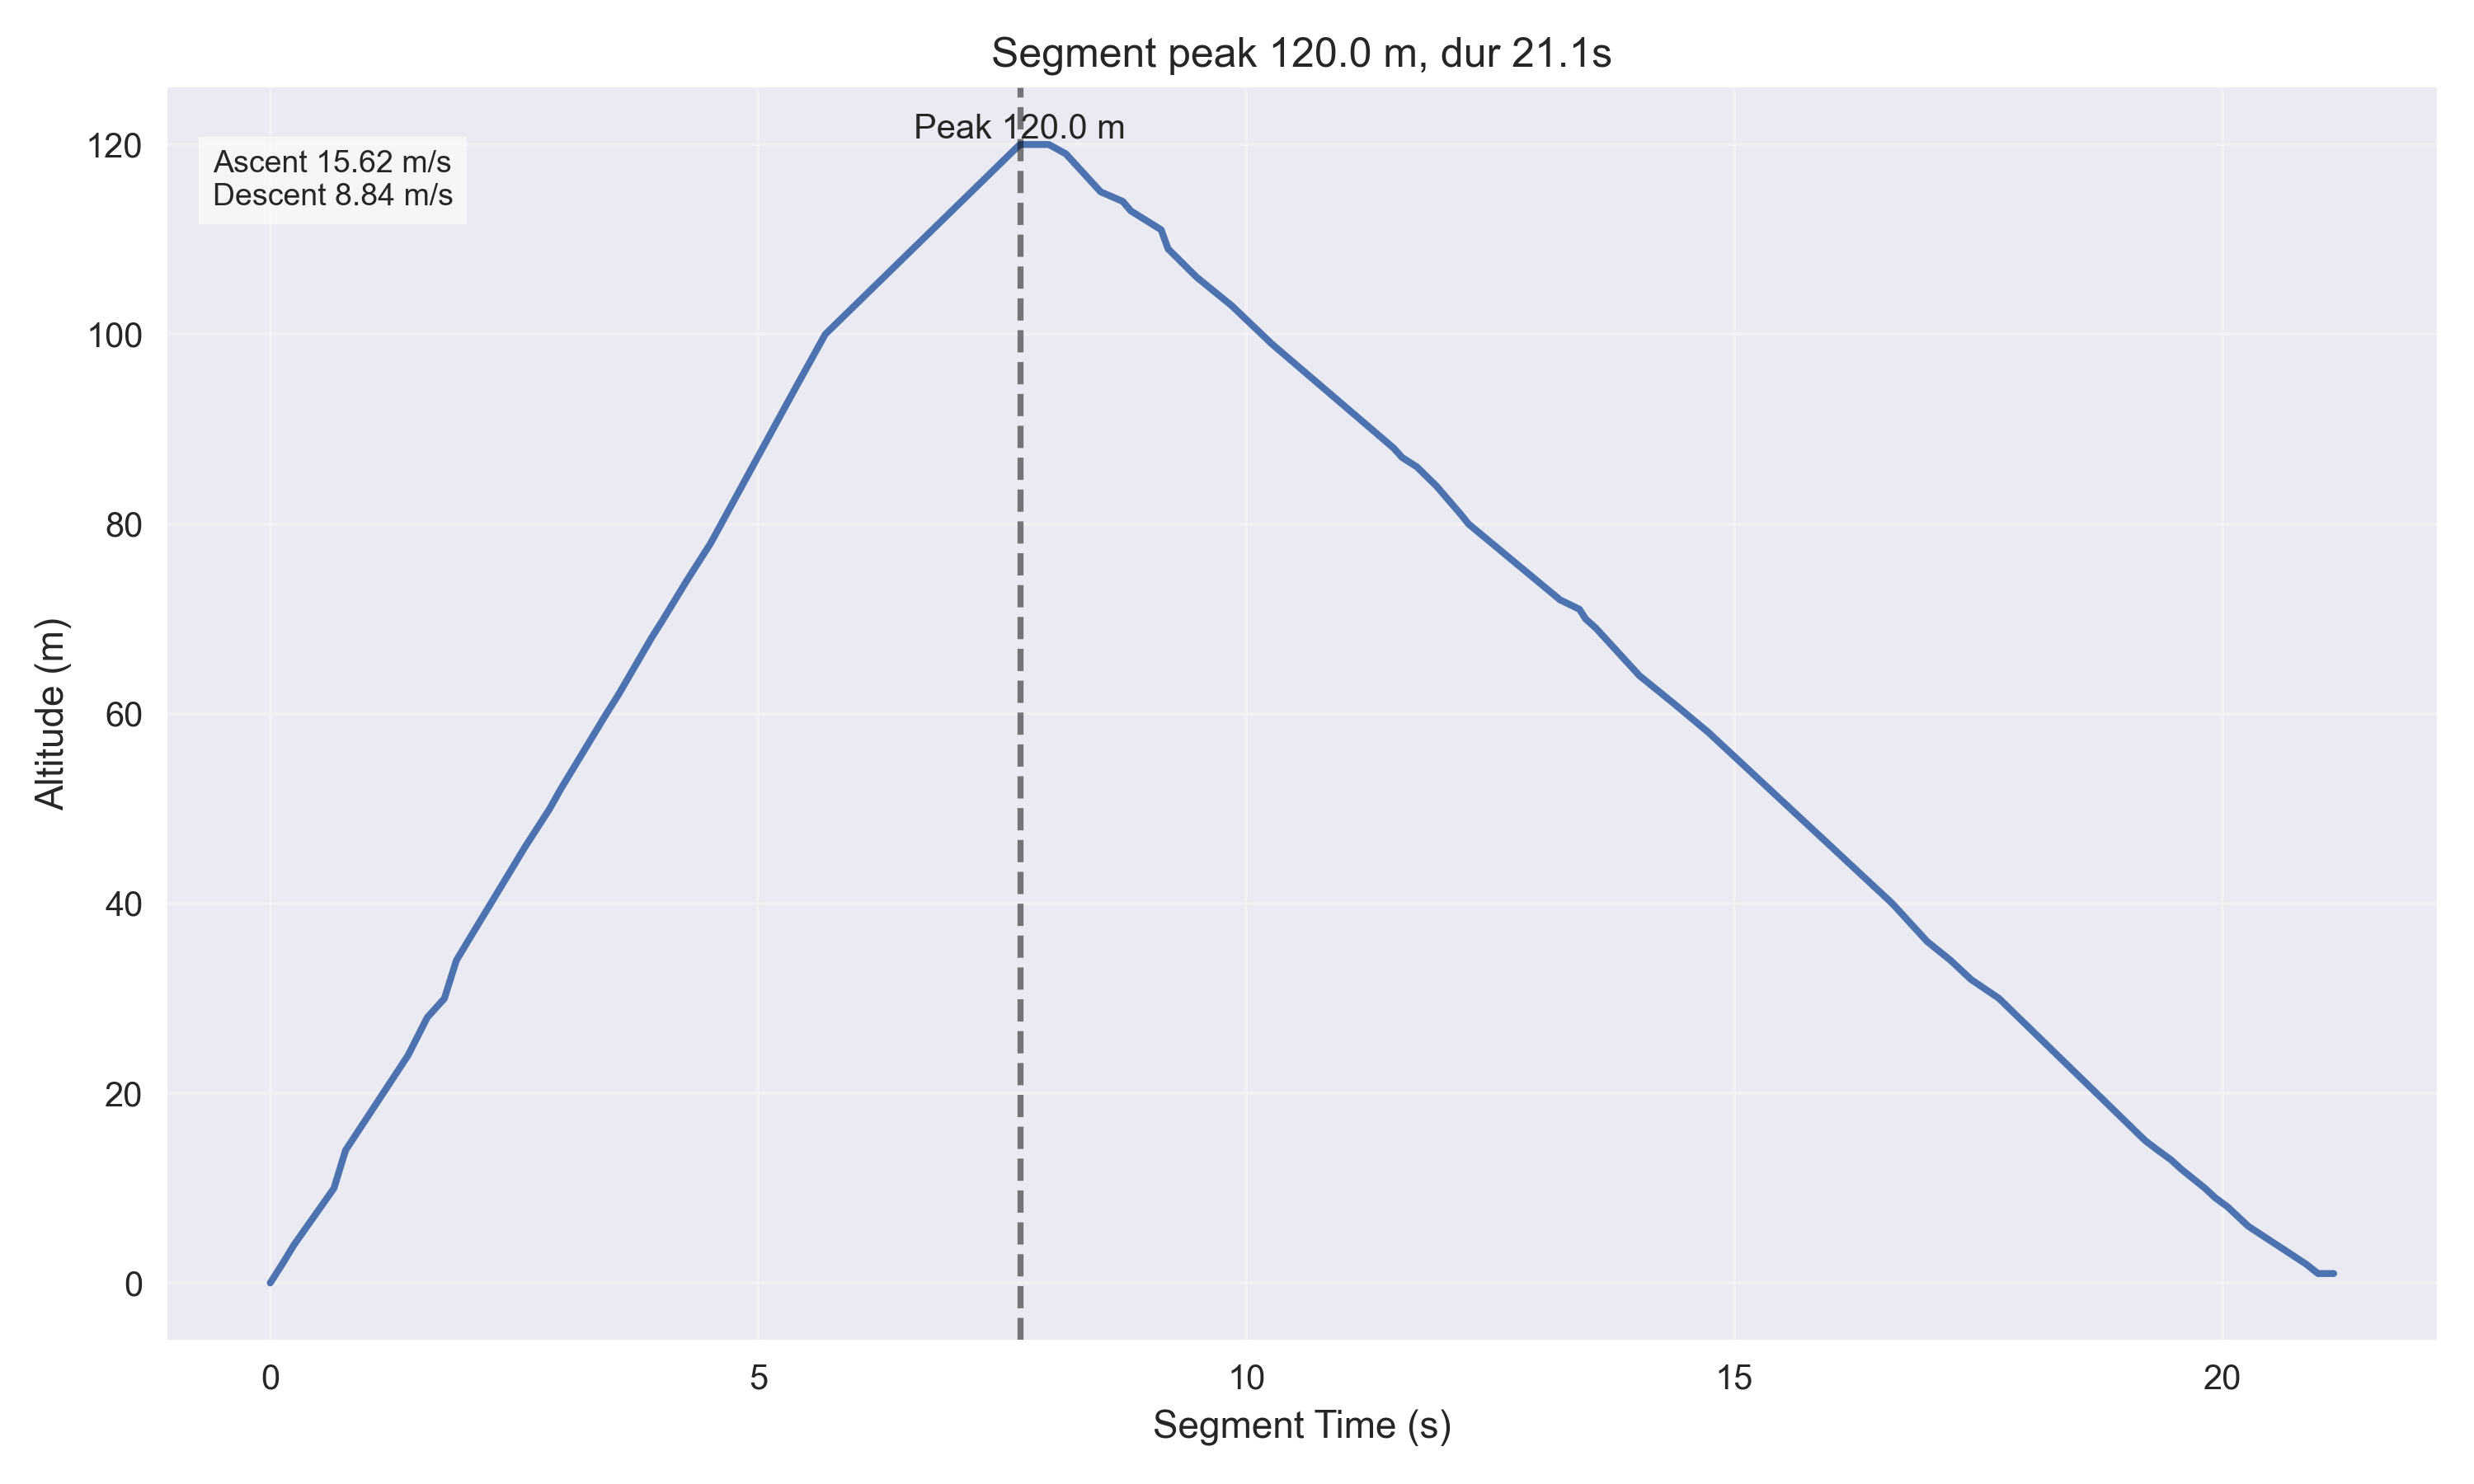 Segment peak 120.0 m, dur 21.1s
Peak 120.0 m
Ascent 15.62 m/s
Descent 8.84 m/s
120
100
80
60
40
20
0
Altitude (m)
0 5 10 15 20
Segment Time (s)